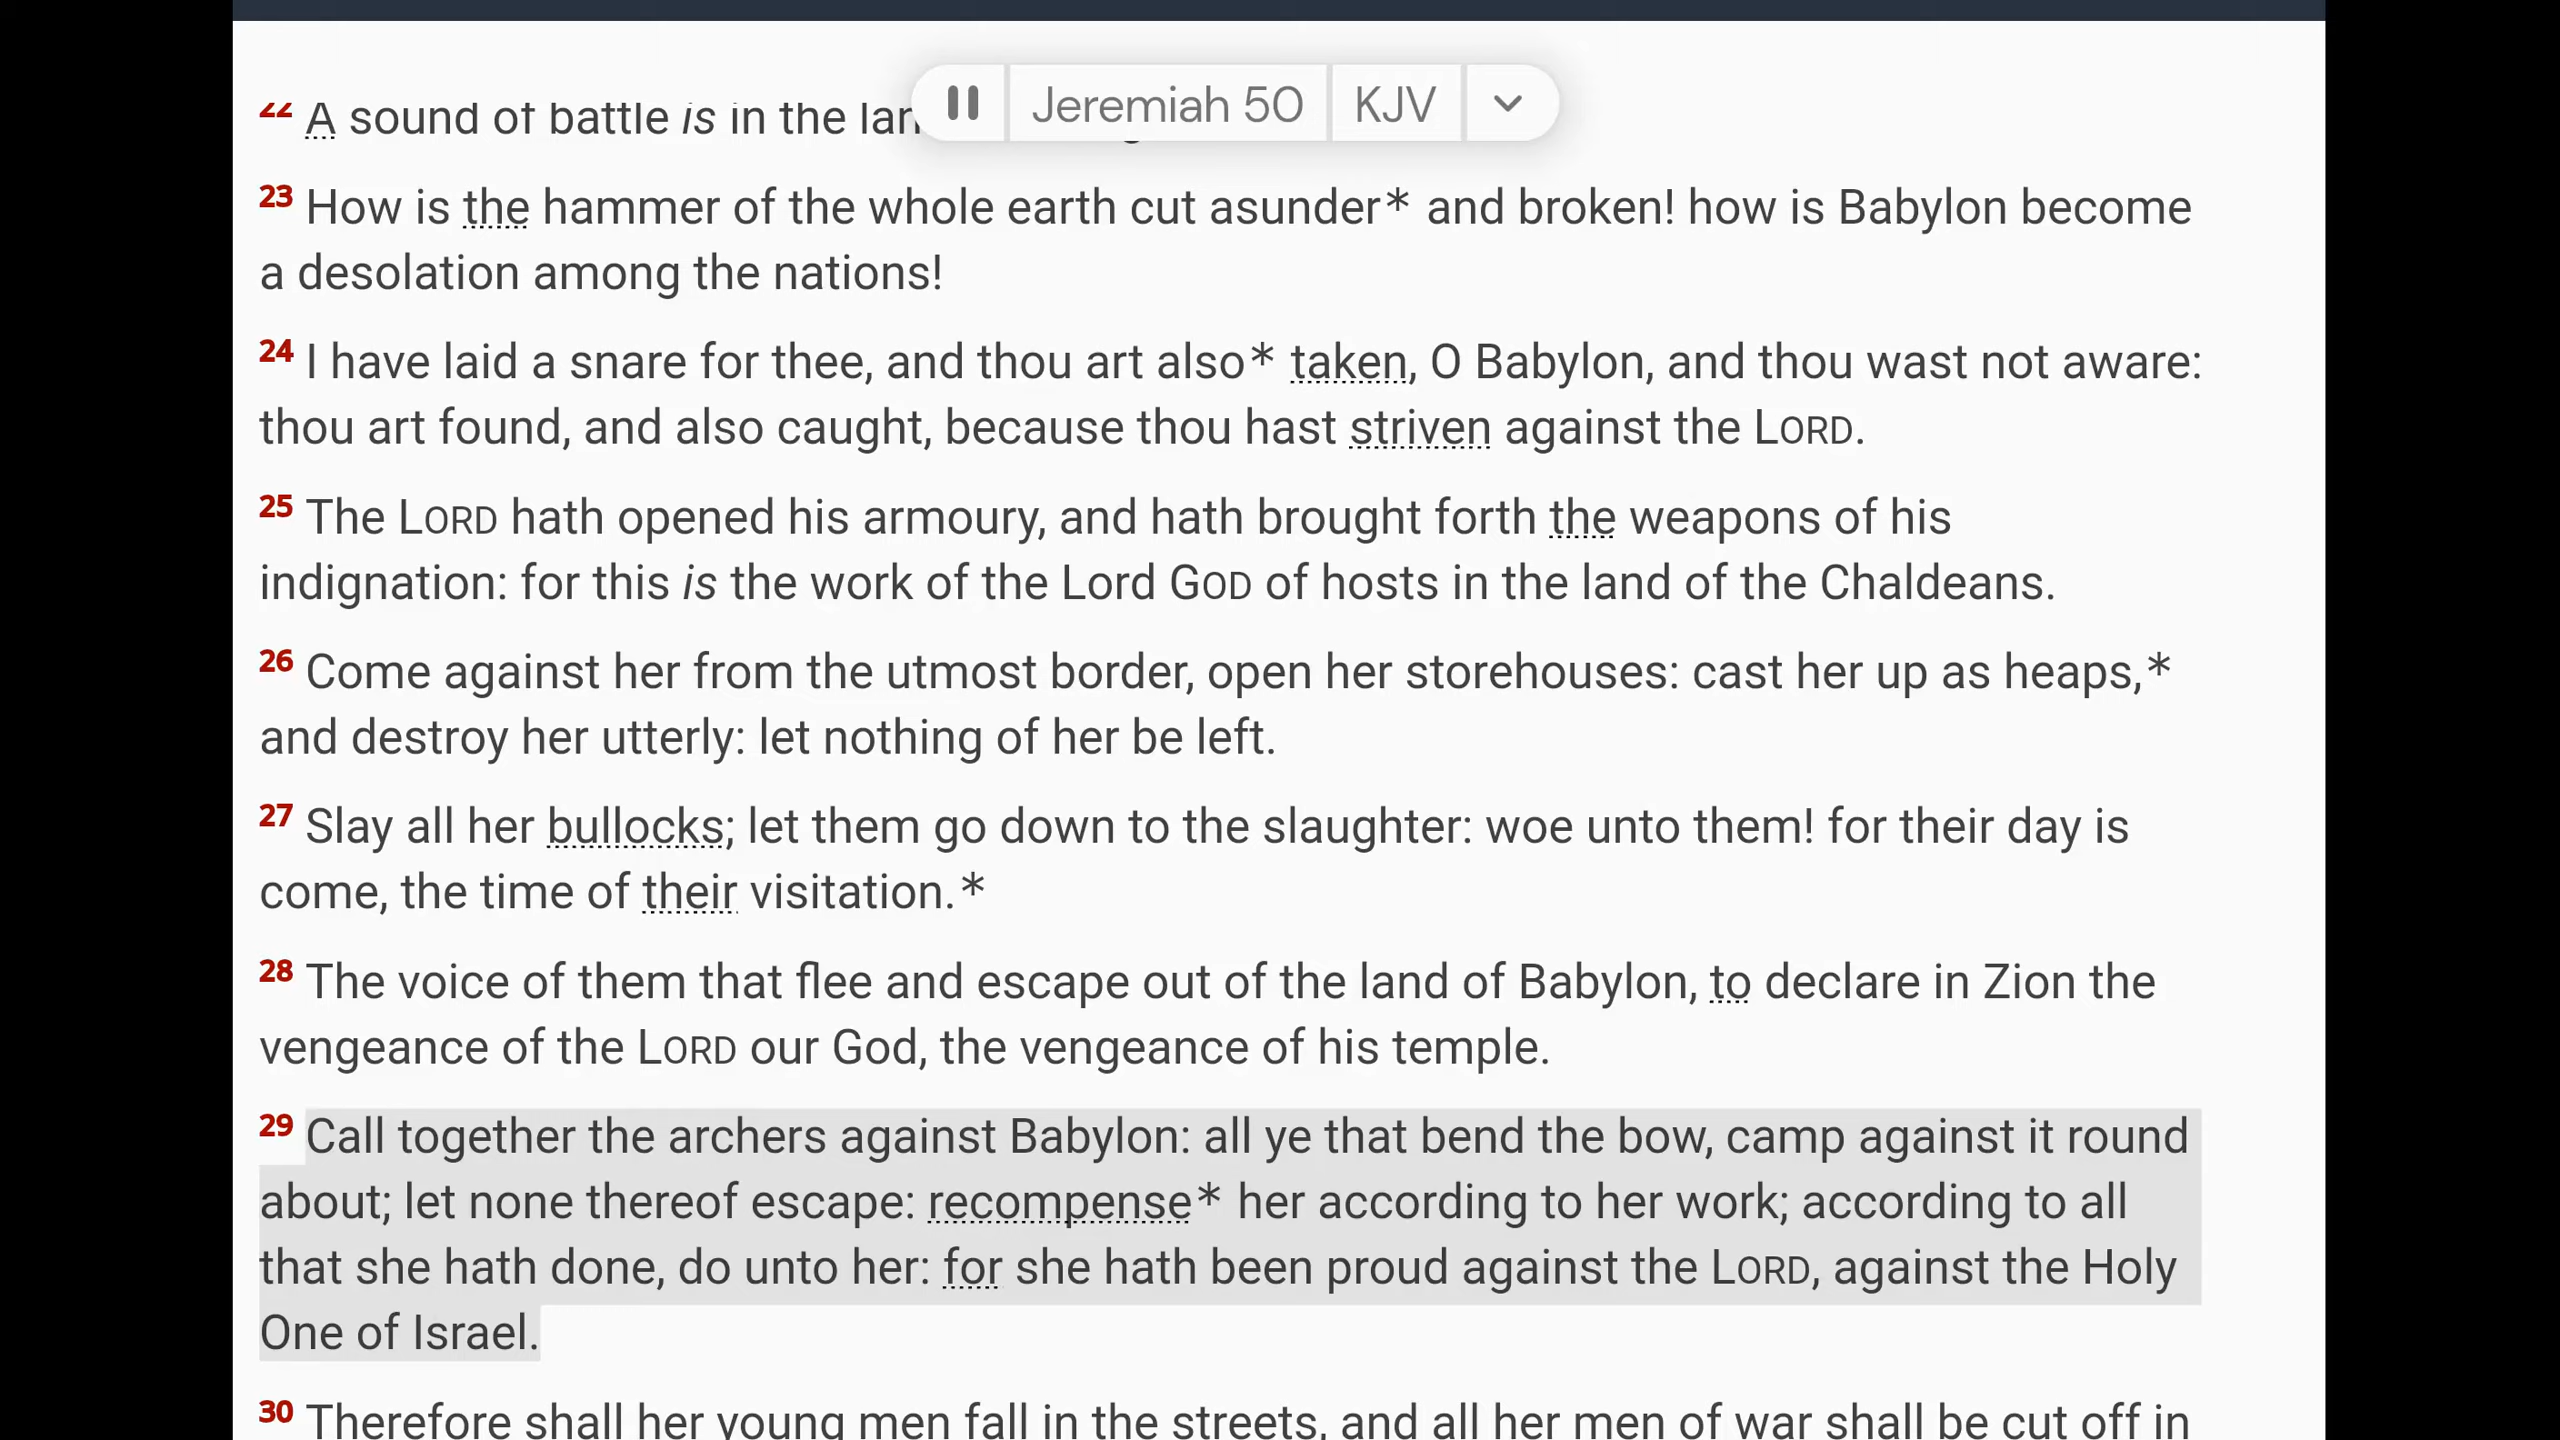 Jeremiah 50 KJV
22 A sound of battle is in the
23 How is the hammer of the whole earth cut asunder* and broken! how is Babylon become
a desolation among the nations!
24 I have laid a snare for thee, and thou art also* taken, O Babylon, and thou wast not aware:
thou art found, and also caught, because thou hast striven against the LORD.
25 The LORD hath opened his armoury, and hath brought forth the weapons of his
indignation: for this is the work of the Lord GOD of hosts in the land of the Chaldeans.
26 Come against her from the utmost border, open her storehouses: cast her up as heaps,*
and destroy her utterly: let nothing of her be left.
27 Slay all her bullocks; let them go down to the slaughter: woe unto them! for their day is
come, the time of their visitation.*
28 The voice of them that flee and escape out of the land of Babylon, to declare in Zion the
vengeance of the LORD our God, the vengeance of his temple.
29 Call together the archers against Babylon: all ye that bend the bow, camp against it round
about; let none thereof escape: recompense* her according to her work; according to all
that she hath done, do unto her: for she hath been proud against the LORD, against the Holy
One of Israel.
30 Therefore shall her young men fall in the streets, and all her men of war shall be cut off in